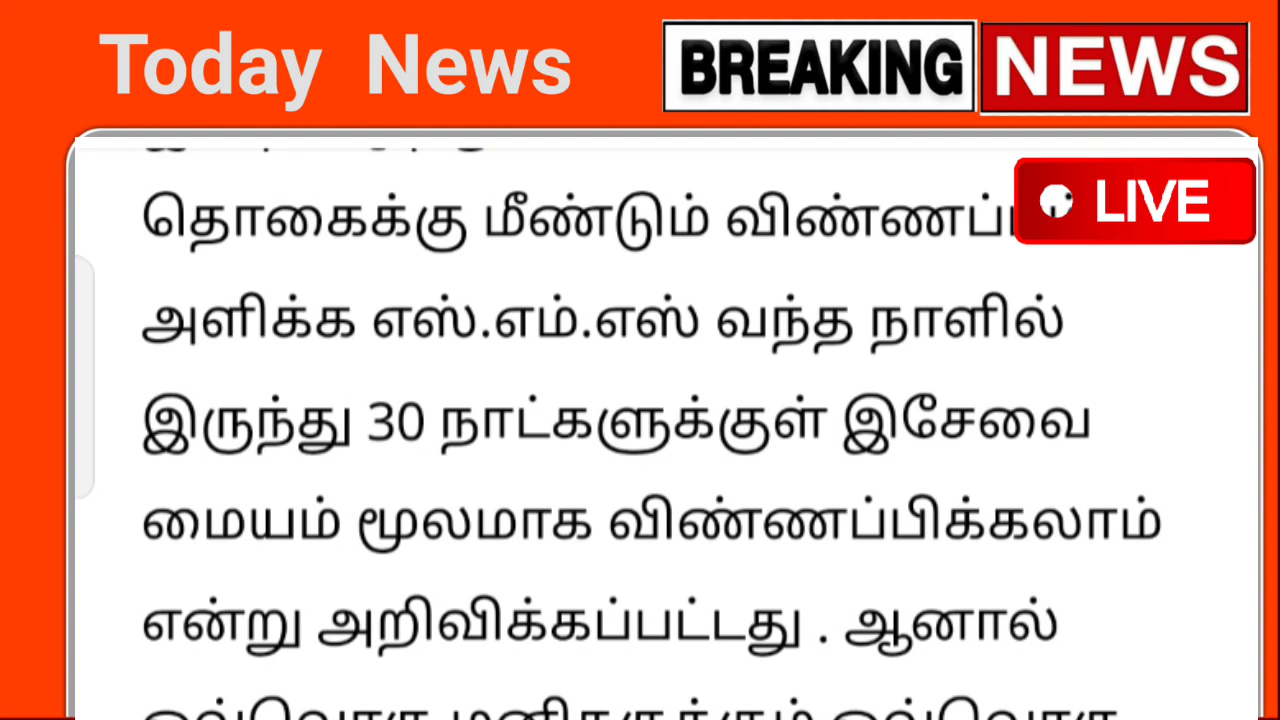 Today News
BREAKING NEWS
LIVE
தொகைக்கு மீண்டும்
அளிக்க எஸ்.எம்.எஸ் வந்த நாளில்
இருந்து 30 நாட்களுக்குள் இசேவை
மையம் மூலமாக விண்ணப்பிக்கலாம்
என்று அறிவிக்கப்பட்டது . ஆனால்